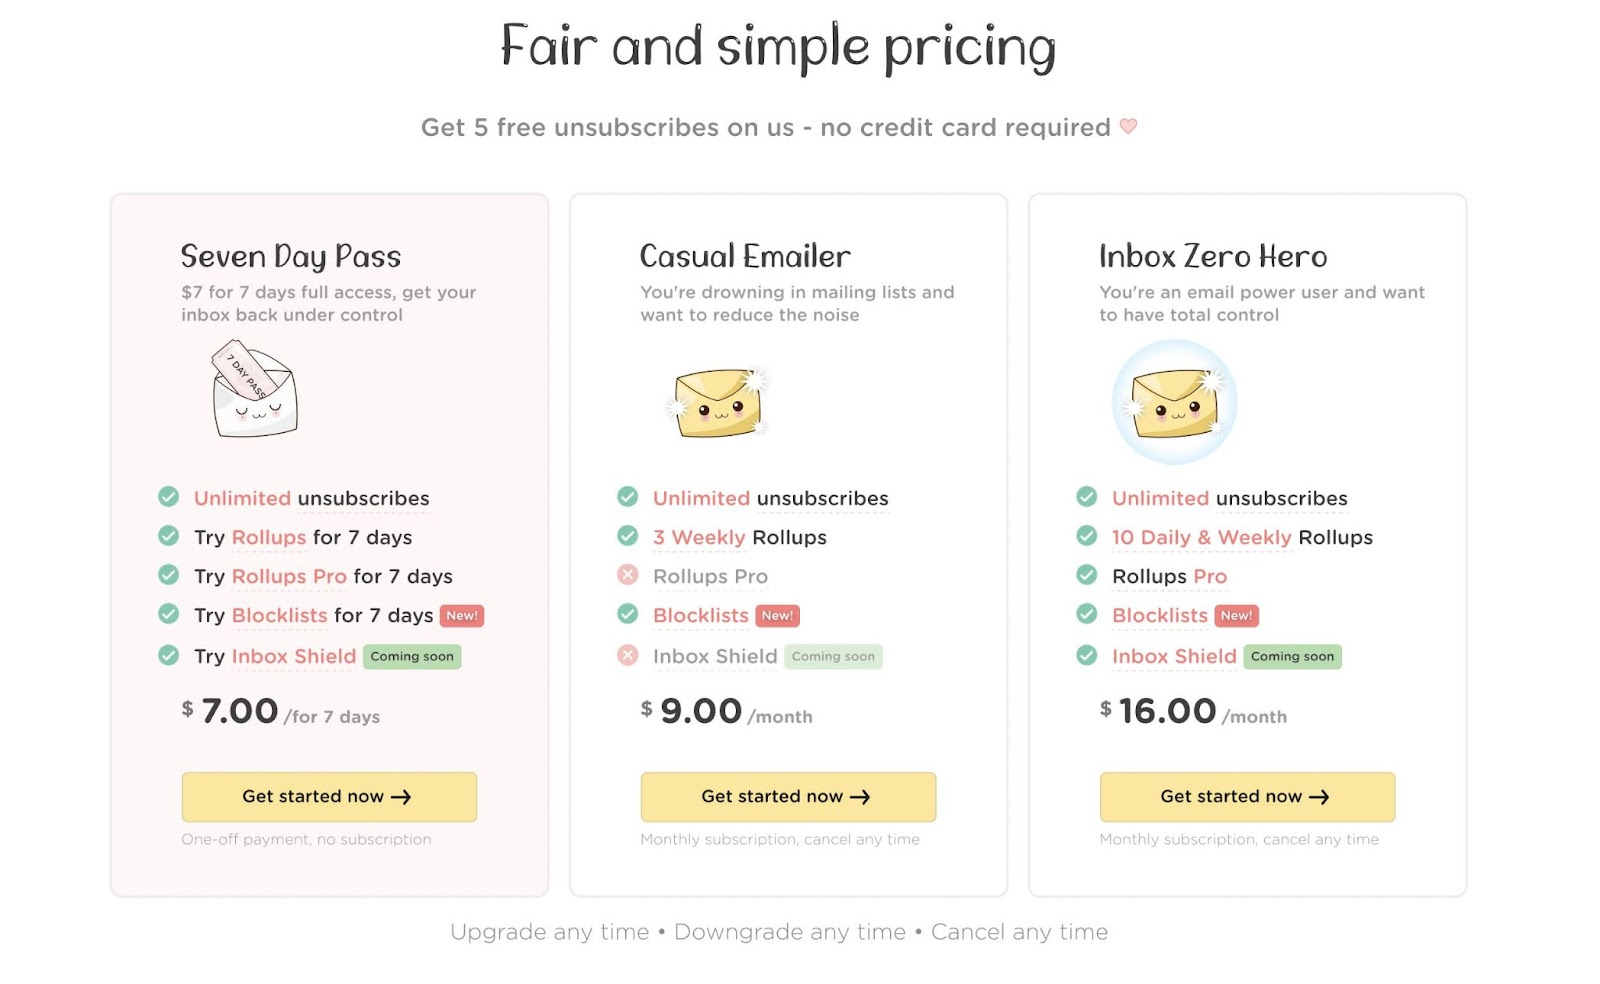 Fair and simple pricing
Get 5 free unsubscribes on us - no credit card required
Seven Day Pass
$7 for 7 days full access, get your
inbox back under control
7 DAY PASS
Unlimited unsubscribes
Try Rollups for 7 days
Try Rollups Pro for 7 days
Try Blocklists for 7 days New!
Try Inbox Shield Coming soon
$ 7.00 /for 7 days
Get started now →
One-off payment, no subscription
Casual Emailer
You're drowning in mailing lists and
want to reduce the noise
Unlimited unsubscribes
3 Weekly Rollups
Rollups Pro
Blocklists New!
Inbox Shield Coming soon
$ 9.00 /month
Get started now →
Monthly subscription, cancel any time
Inbox Zero Hero
You're an email power user and want
to have total control
Unlimited unsubscribes
10 Daily & Weekly Rollups
Rollups Pro
Blocklists New!
Inbox Shield Coming soon
$ 16.00 /month
Get started now →
Monthly subscription, cancel any time
Upgrade any time • Downgrade any time • Cancel any time